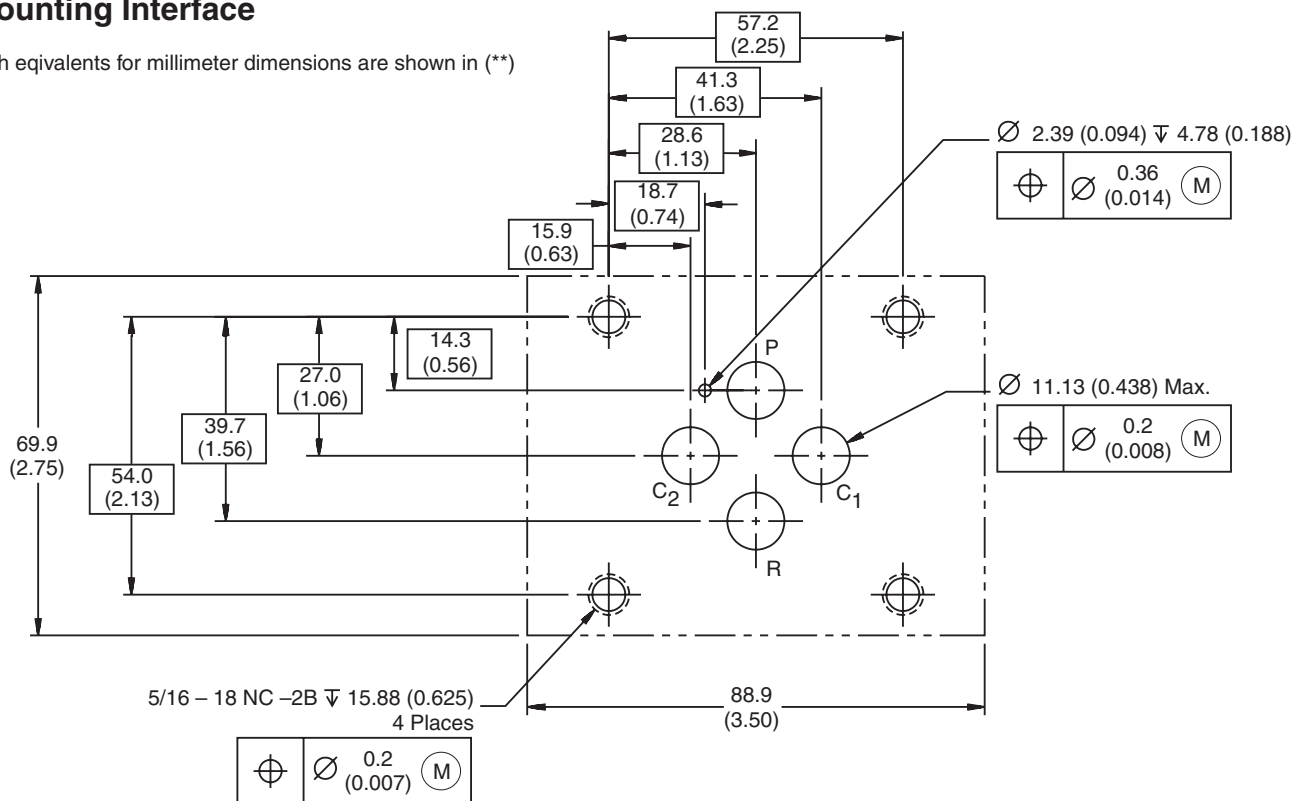 ounting Interface
h eqivalents for millimeter dimensions are shown in (**)
57.2
(2.25)
41.3
(1.63)
28.6
(1.13)
18.7
(0.74)
15.9
(0.63)
⌀ 2.39 (0.094) ↧ 4.78 (0.188)
⌖ ⌀ 0.36 (0.014) Ⓜ
14.3
(0.56)
27.0
(1.06)
39.7
(1.56)
54.0
(2.13)
69.9
(2.75)
P
C2
C1
R
⌀ 11.13 (0.438) Max.
⌖ ⌀ 0.2 (0.008) Ⓜ
5/16 – 18 NC –2B ↧ 15.88 (0.625)
4 Places
⌖ ⌀ 0.2 (0.007) Ⓜ
88.9
(3.50)